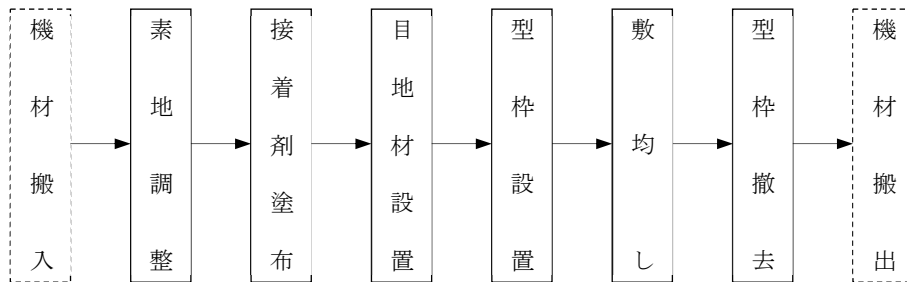 機材搬入
素地調整
接着剤塗布
目地材設置
型枠設置
敷均し
型枠撤去
機材搬出